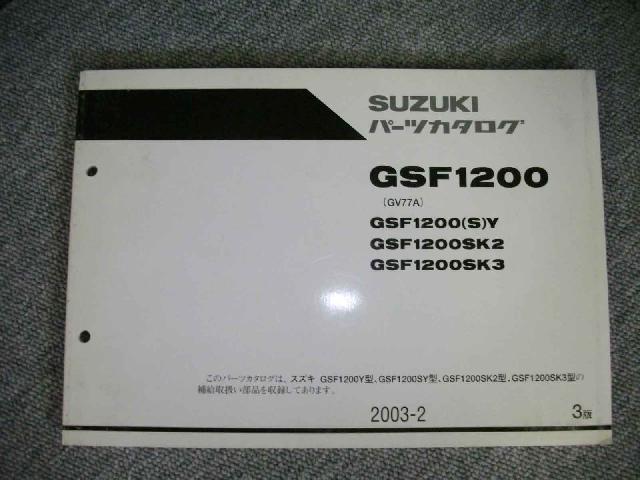 SUZUKI
パーツカタログ
GSF1200
(GV77A)
GSF1200(S)Y
GSF1200SK2
GSF1200SK3
このパーツカタログは、スズキ GSF1200Y型、GSF1200SY型、GSF1200SK2型、GSF1200SK3型の
補給取扱い部品を収録してあります。
2003-2
3版